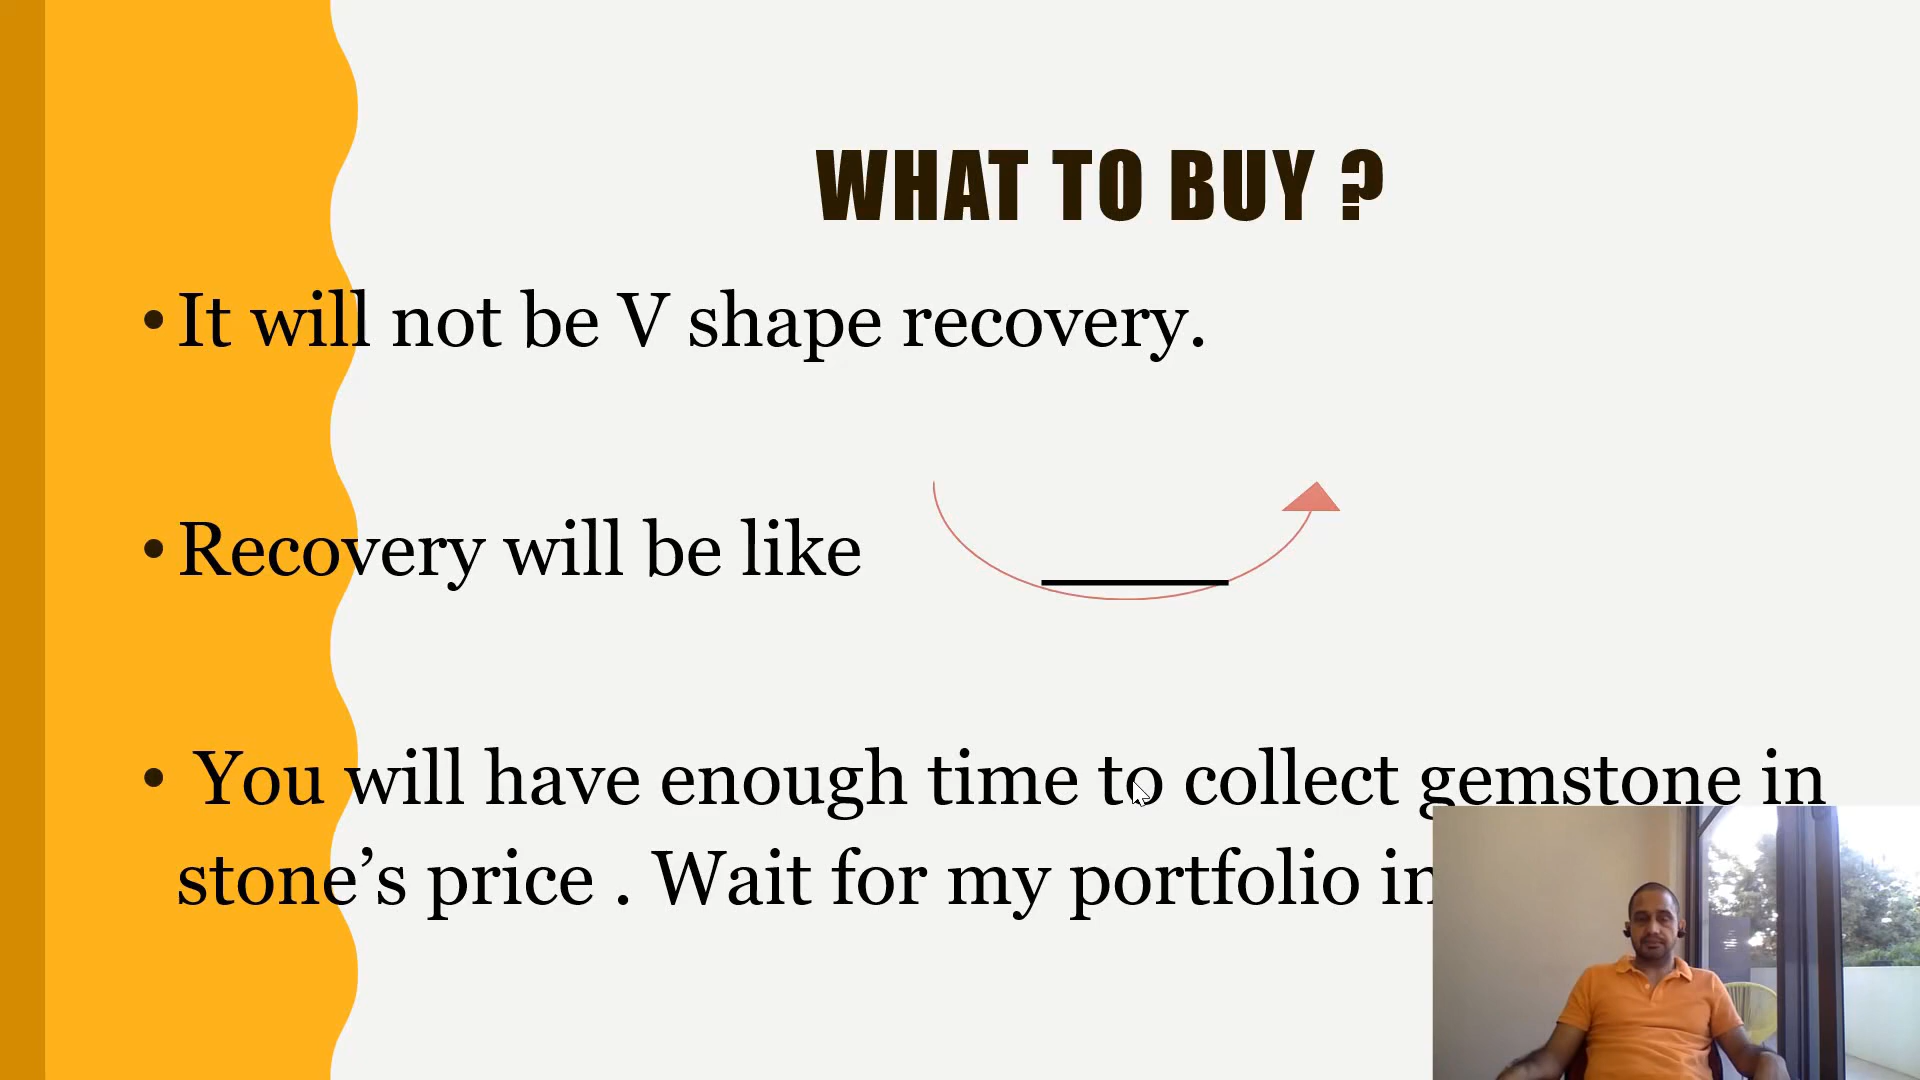 WHAT TO BUY ?
• It will not be V shape recovery.
• Recovery will be like
• You will have enough time to collect gemstone in
stone’s price . Wait for my portfolio in